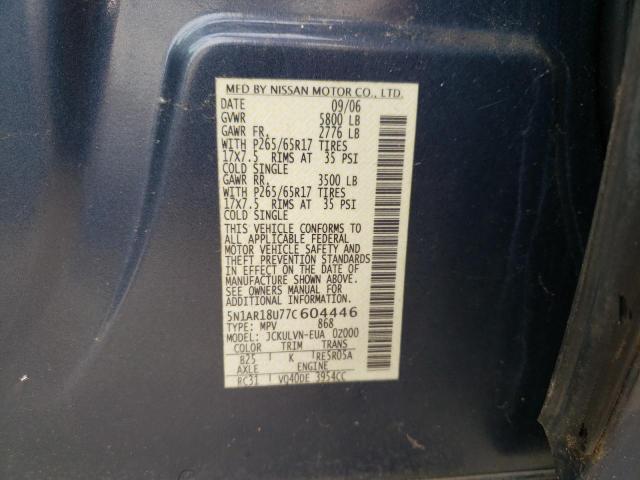 MFD BY NISSAN MOTOR CO., LTD.
DATE 09/06
GVWR 5800 LB
GAWR FR. 2776 LB
WITH P265/65R17 TIRES
17X7.5 RIMS AT 35 PSI
COLD SINGLE
GAWR RR. 3500 LB
WITH P265/65R17 TIRES
17X7.5 RIMS AT 35 PSI
COLD SINGLE
THIS VEHICLE CONFORMS TO
ALL APPLICABLE FEDERAL
MOTOR VEHICLE SAFETY AND
THEFT PREVENTION STANDARDS
IN EFFECT ON THE DATE OF
MANUFACTURE SHOWN ABOVE.
SEE OWNERS MANUAL FOR
ADDITIONAL INFORMATION
5N1AR18U77C604446
TYPE: MPV 868
MODEL: JCKULVN-EUA 02000
COLOR TRIM TRANS
B25 K RE5R05A
AXLE ENGINE
RC31 VQ40DE 3954CC